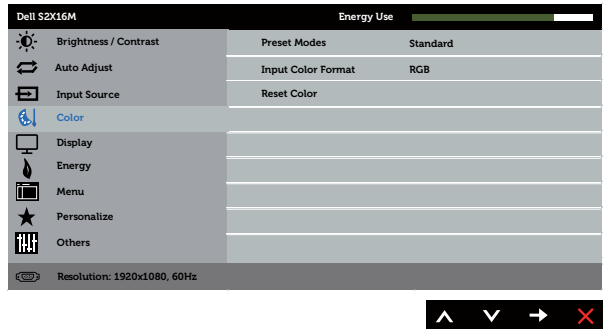 Dell S2X16M Energy Use
Brightness / Contrast Preset Modes Standard
Auto Adjust Input Color Format RGB
Input Source Reset Color
Color
Display
Energy
Menu
Personalize
Others
Resolution: 1920x1080, 60Hz